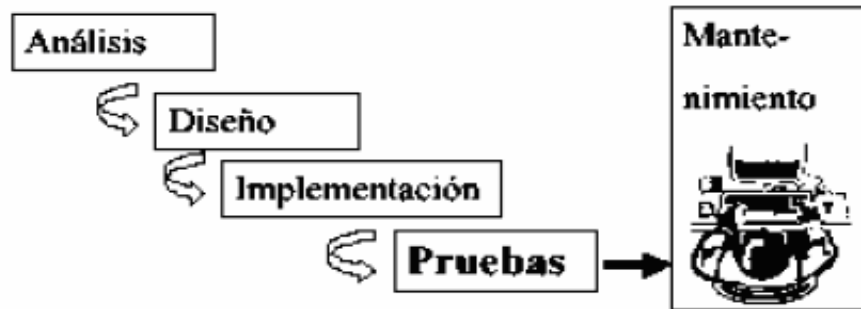 Análisis
Diseño
Implementación
Pruebas
Mante-
nimiento